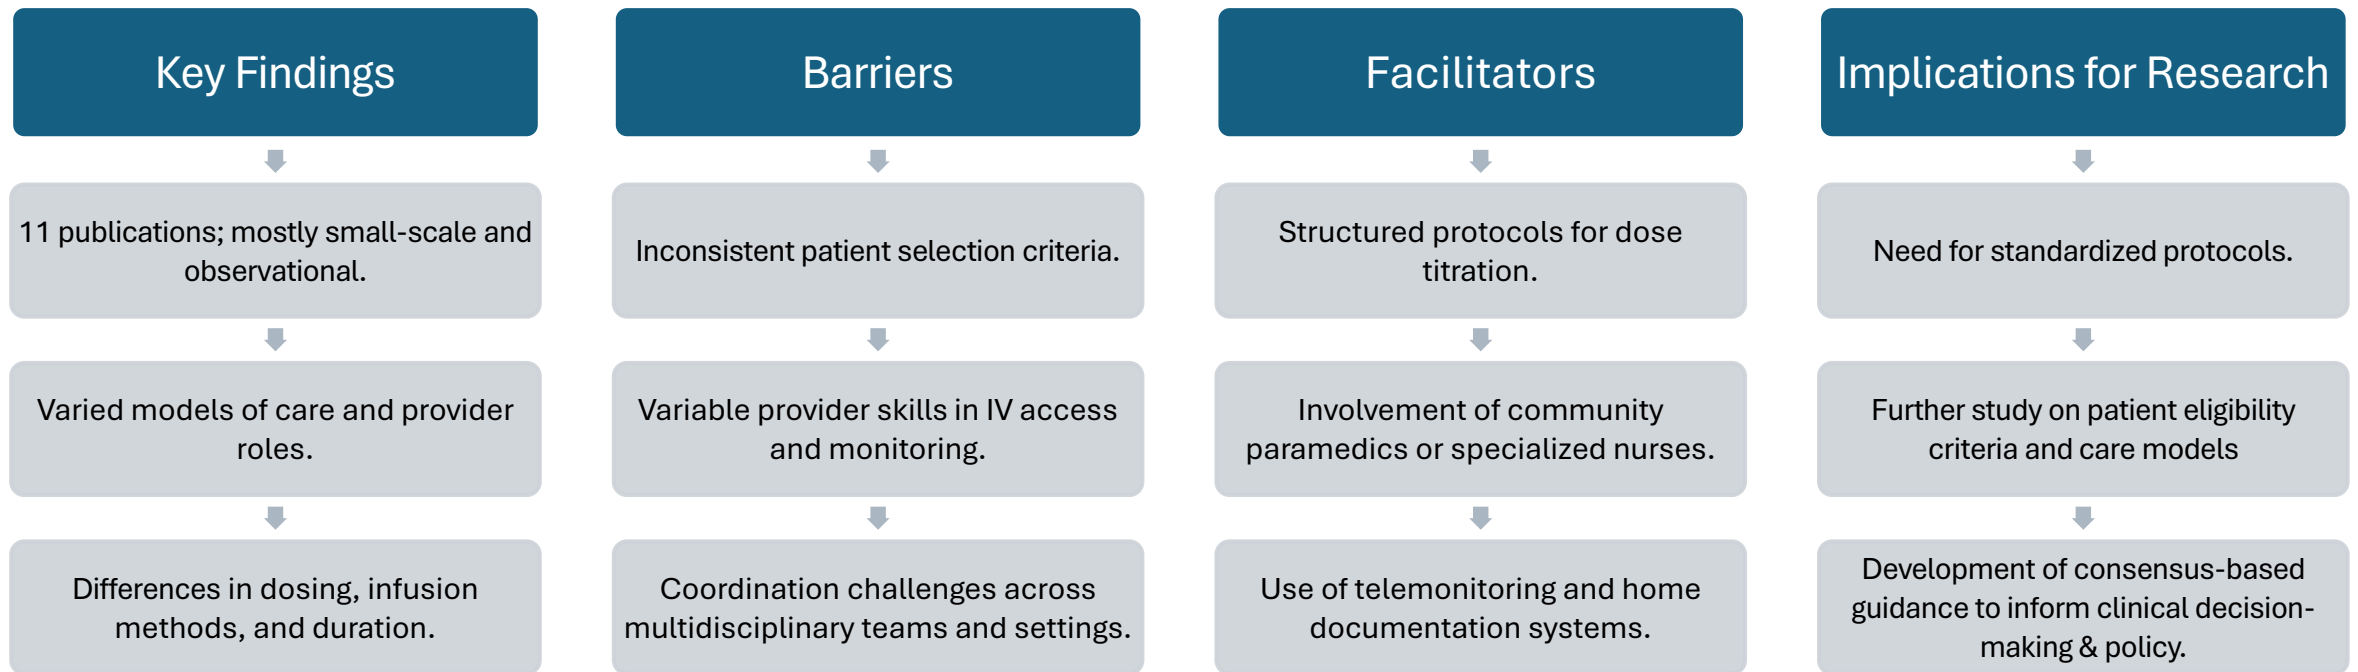 Key Findings
11 publications; mostly small-scale and
observational.
Varied models of care and provider
roles.
Differences in dosing, infusion
methods, and duration.
Barriers
Inconsistent patient selection criteria.
Variable provider skills in IV access
and monitoring.
Coordination challenges across
multidisciplinary teams and settings.
Facilitators
Structured protocols for dose
titration.
Involvement of community
paramedics or specialized nurses.
Use of telemonitoring and home
documentation systems.
Implications for Research
Need for standardized protocols.
Further study on patient eligibility
criteria and care models
Development of consensus-based
guidance to inform clinical decision-
making & policy.